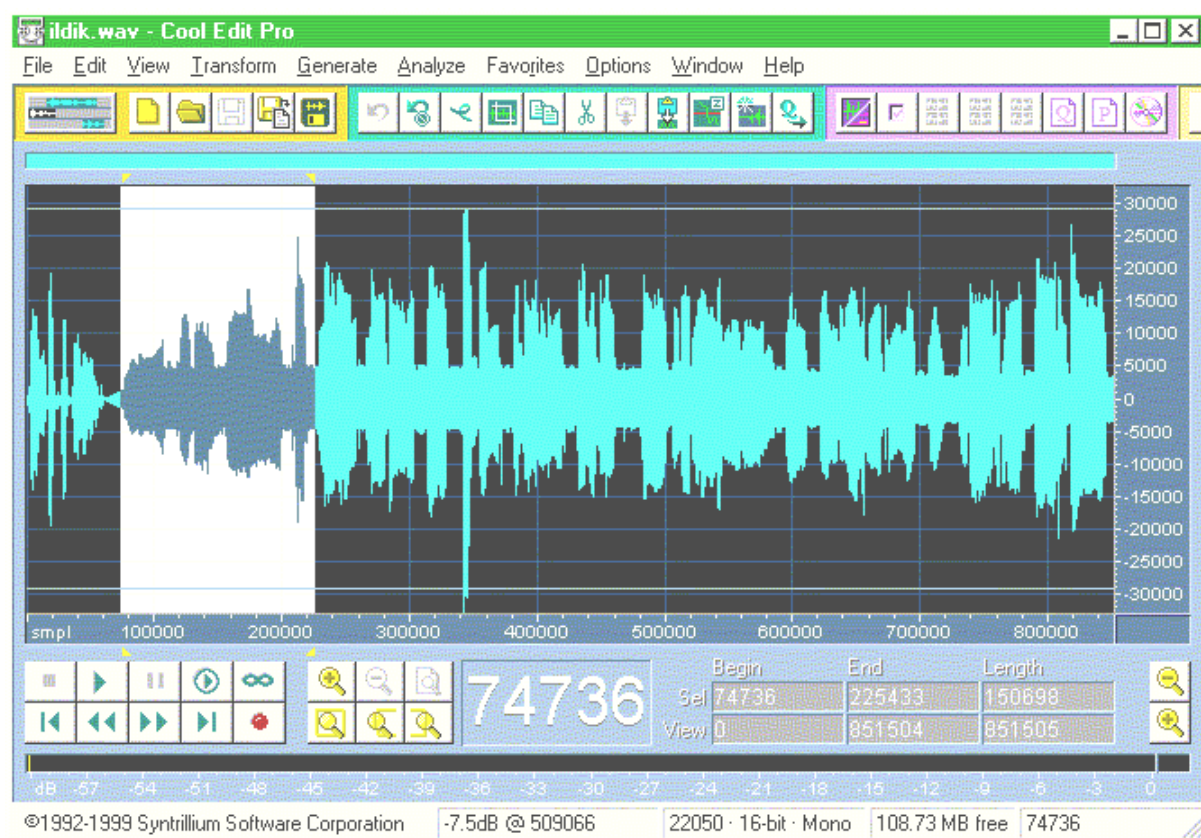 ildik.wav - Cool Edit Pro
File Edit View Transform Generate Analyze Favorites Options Window Help
30000
25000
20000
15000
10000
5000
0
-5000
-10000
-15000
-20000
-25000
-30000
smpl 100000 200000 300000 400000 500000 600000 700000 800000
74736
Begin End Length
Sel 74736 225433 150698
View 0 851504 851505
dB -57 -54 -51 -48 -45 -42 -39 -36 -33 -30 -27 -24 -21 -18 -15 -12 -9 -6 -3 0
©1992-1999 Syntrillium Software Corporation -7.5dB @ 509066 22050 · 16-bit · Mono 108.73 MB free 74736